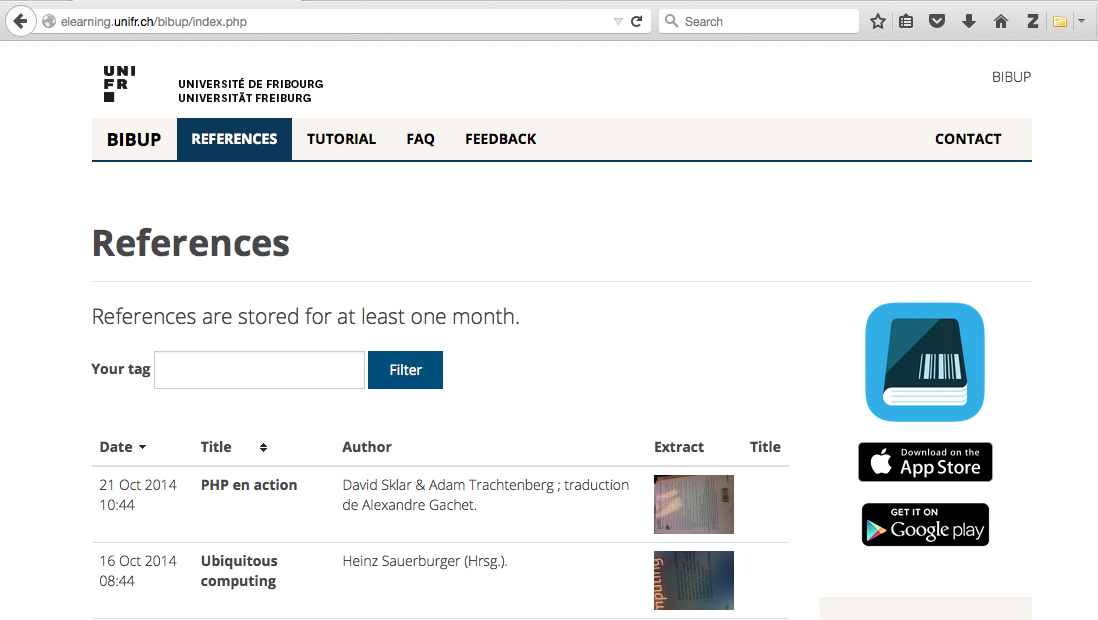 elearning.unifr.ch/bibup/index.php
Search
UNI
FR
UNIVERSITÉ DE FRIBOURG
UNIVERSITÄT FREIBURG
BIBUP
BIBUP REFERENCES TUTORIAL FAQ FEEDBACK CONTACT
References
References are stored for at least one month.
Your tag Filter
Date Title Author Extract Title
21 Oct 2014 PHP en action David Sklar & Adam Trachtenberg ; traduction
10:44 de Alexandre Gachet.
16 Oct 2014 Ubiquitous Heinz Sauerburger (Hrsg.).
08:44 computing
mputing
Download on the
App Store
GET IT ON
Google play